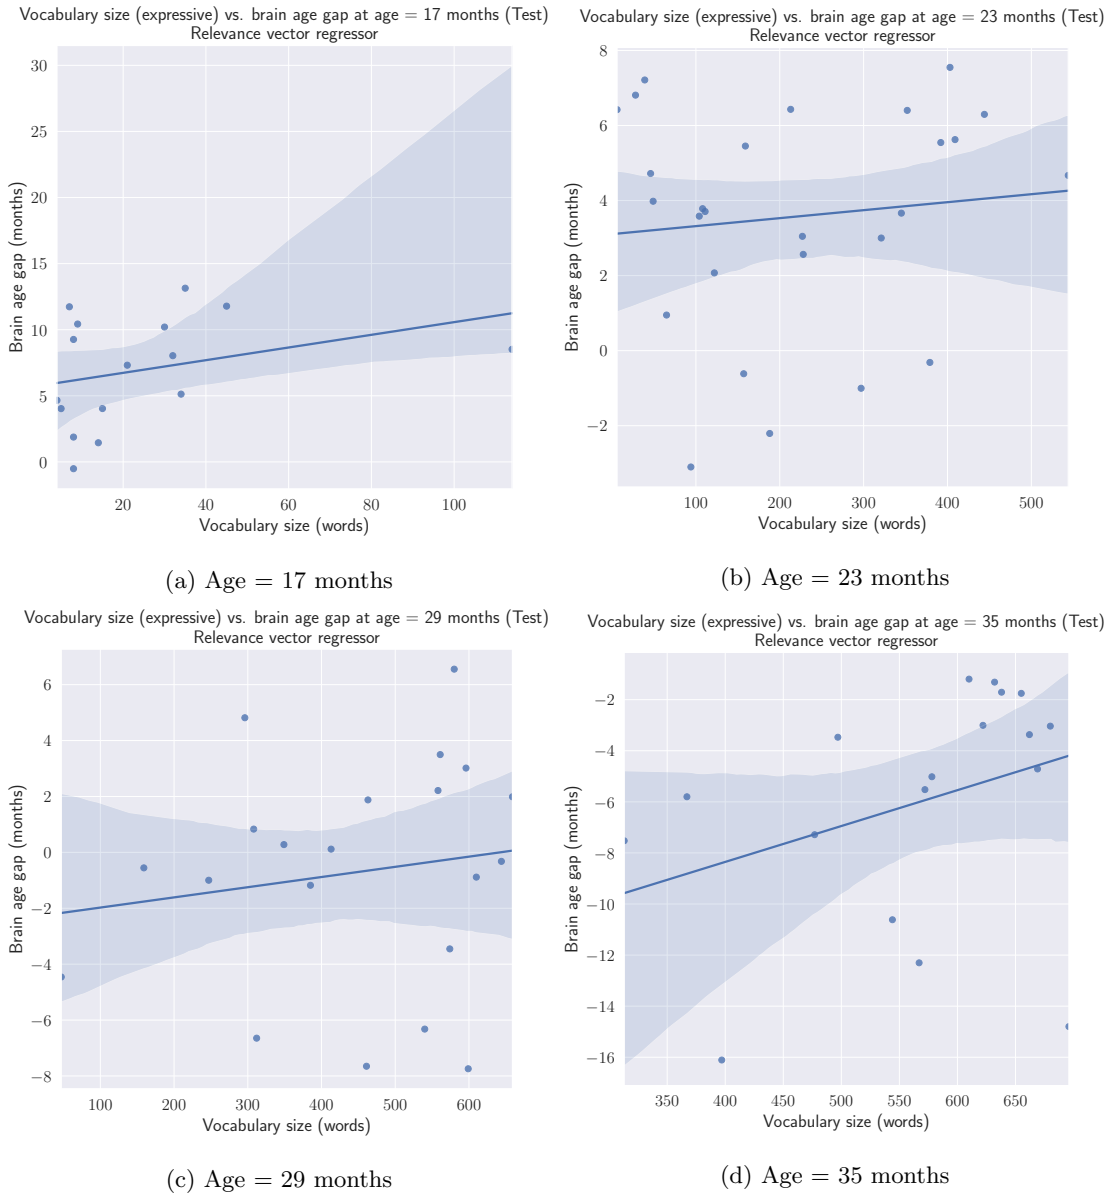 Vocabulary size (expressive) vs. brain age gap at age = 17 months (Test)
Relevance vector regressor
Brain age gap (months)
30
25
20
15
10
5
0
20 40 60 80 100
Vocabulary size (words)
(a) Age = 17 months
Vocabulary size (expressive) vs. brain age gap at age = 23 months (Test)
Relevance vector regressor
Brain age gap (months)
8
6
4
2
0
−2
100 200 300 400 500
Vocabulary size (words)
(b) Age = 23 months
Vocabulary size (expressive) vs. brain age gap at age = 29 months (Test)
Relevance vector regressor
Brain age gap (months)
6
4
2
0
−2
−4
−6
−8
100 200 300 400 500 600
Vocabulary size (words)
(c) Age = 29 months
Vocabulary size (expressive) vs. brain age gap at age = 35 months (Test)
Relevance vector regressor
Brain age gap (months)
−2
−4
−6
−8
−10
−12
−14
−16
350 400 450 500 550 600 650
Vocabulary size (words)
(d) Age = 35 months